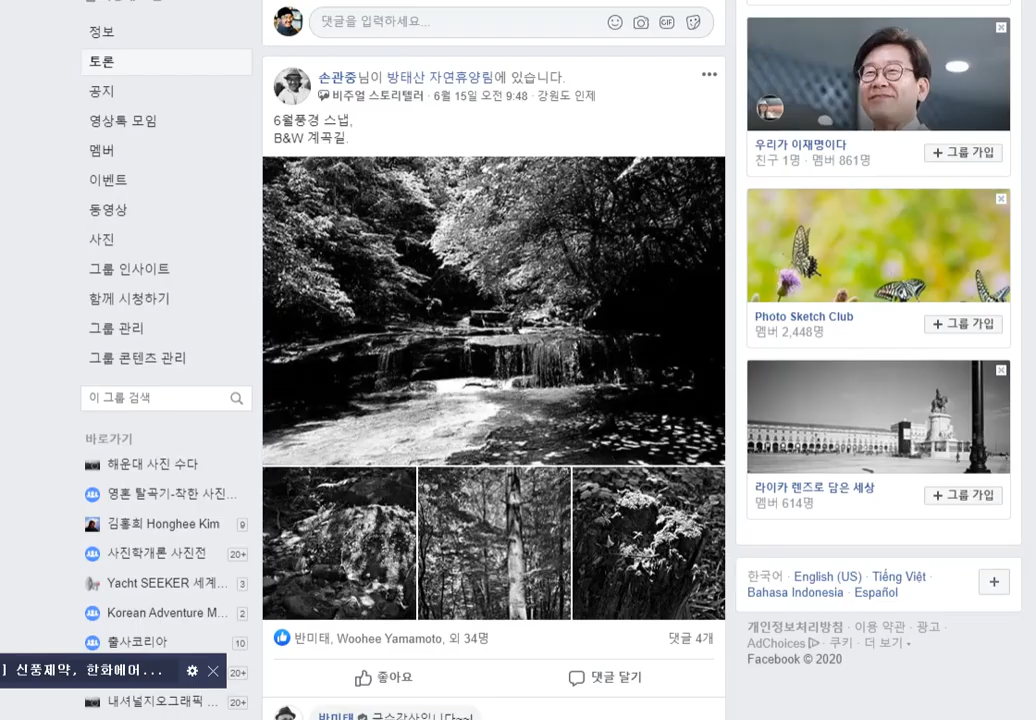 정보
토론
공지
영상톡 모임
멤버
이벤트
동영상
사진
그룹 인사이트
함께 시청하기
그룹 관리
그룹 콘텐츠 관리
이 그룹 검색
바로가기
해운대 사진 수다
영혼 탈곡기-착한 사진...
김홍희 Honghee Kim 9
사진학개론 사진전 20+
Yacht SEEKER 세계... 3
Korean Adventure M... 2
출사코리아 10
] 신풍제약, 한화에어...
20+
내셔널지오그래픽 ... 20+
댓글을 입력하세요...
GIF
손관중님이 방태산 자연휴양림에 있습니다.
비주얼 스토리텔러 · 6월 15일 오전 9:48 · 강원도 인제
6월풍경 스냅,
B&W 계곡길.
반미태, Woohee Yamamoto, 외 34명
댓글 4개
좋아요
댓글 달기
반미태 금수강산입니다~~!
우리가 이재명이다
친구 1명 · 멤버 861명
+ 그룹 가입
Photo Sketch Club
멤버 2,448명
+ 그룹 가입
라이카 렌즈로 담은 세상
멤버 614명
+ 그룹 가입
한국어 · English (US) · Tiếng Việt ·
Bahasa Indonesia · Español
개인정보처리방침 · 이용 약관 · 광고 ·
AdChoices · 쿠키 · 더 보기
Facebook © 2020